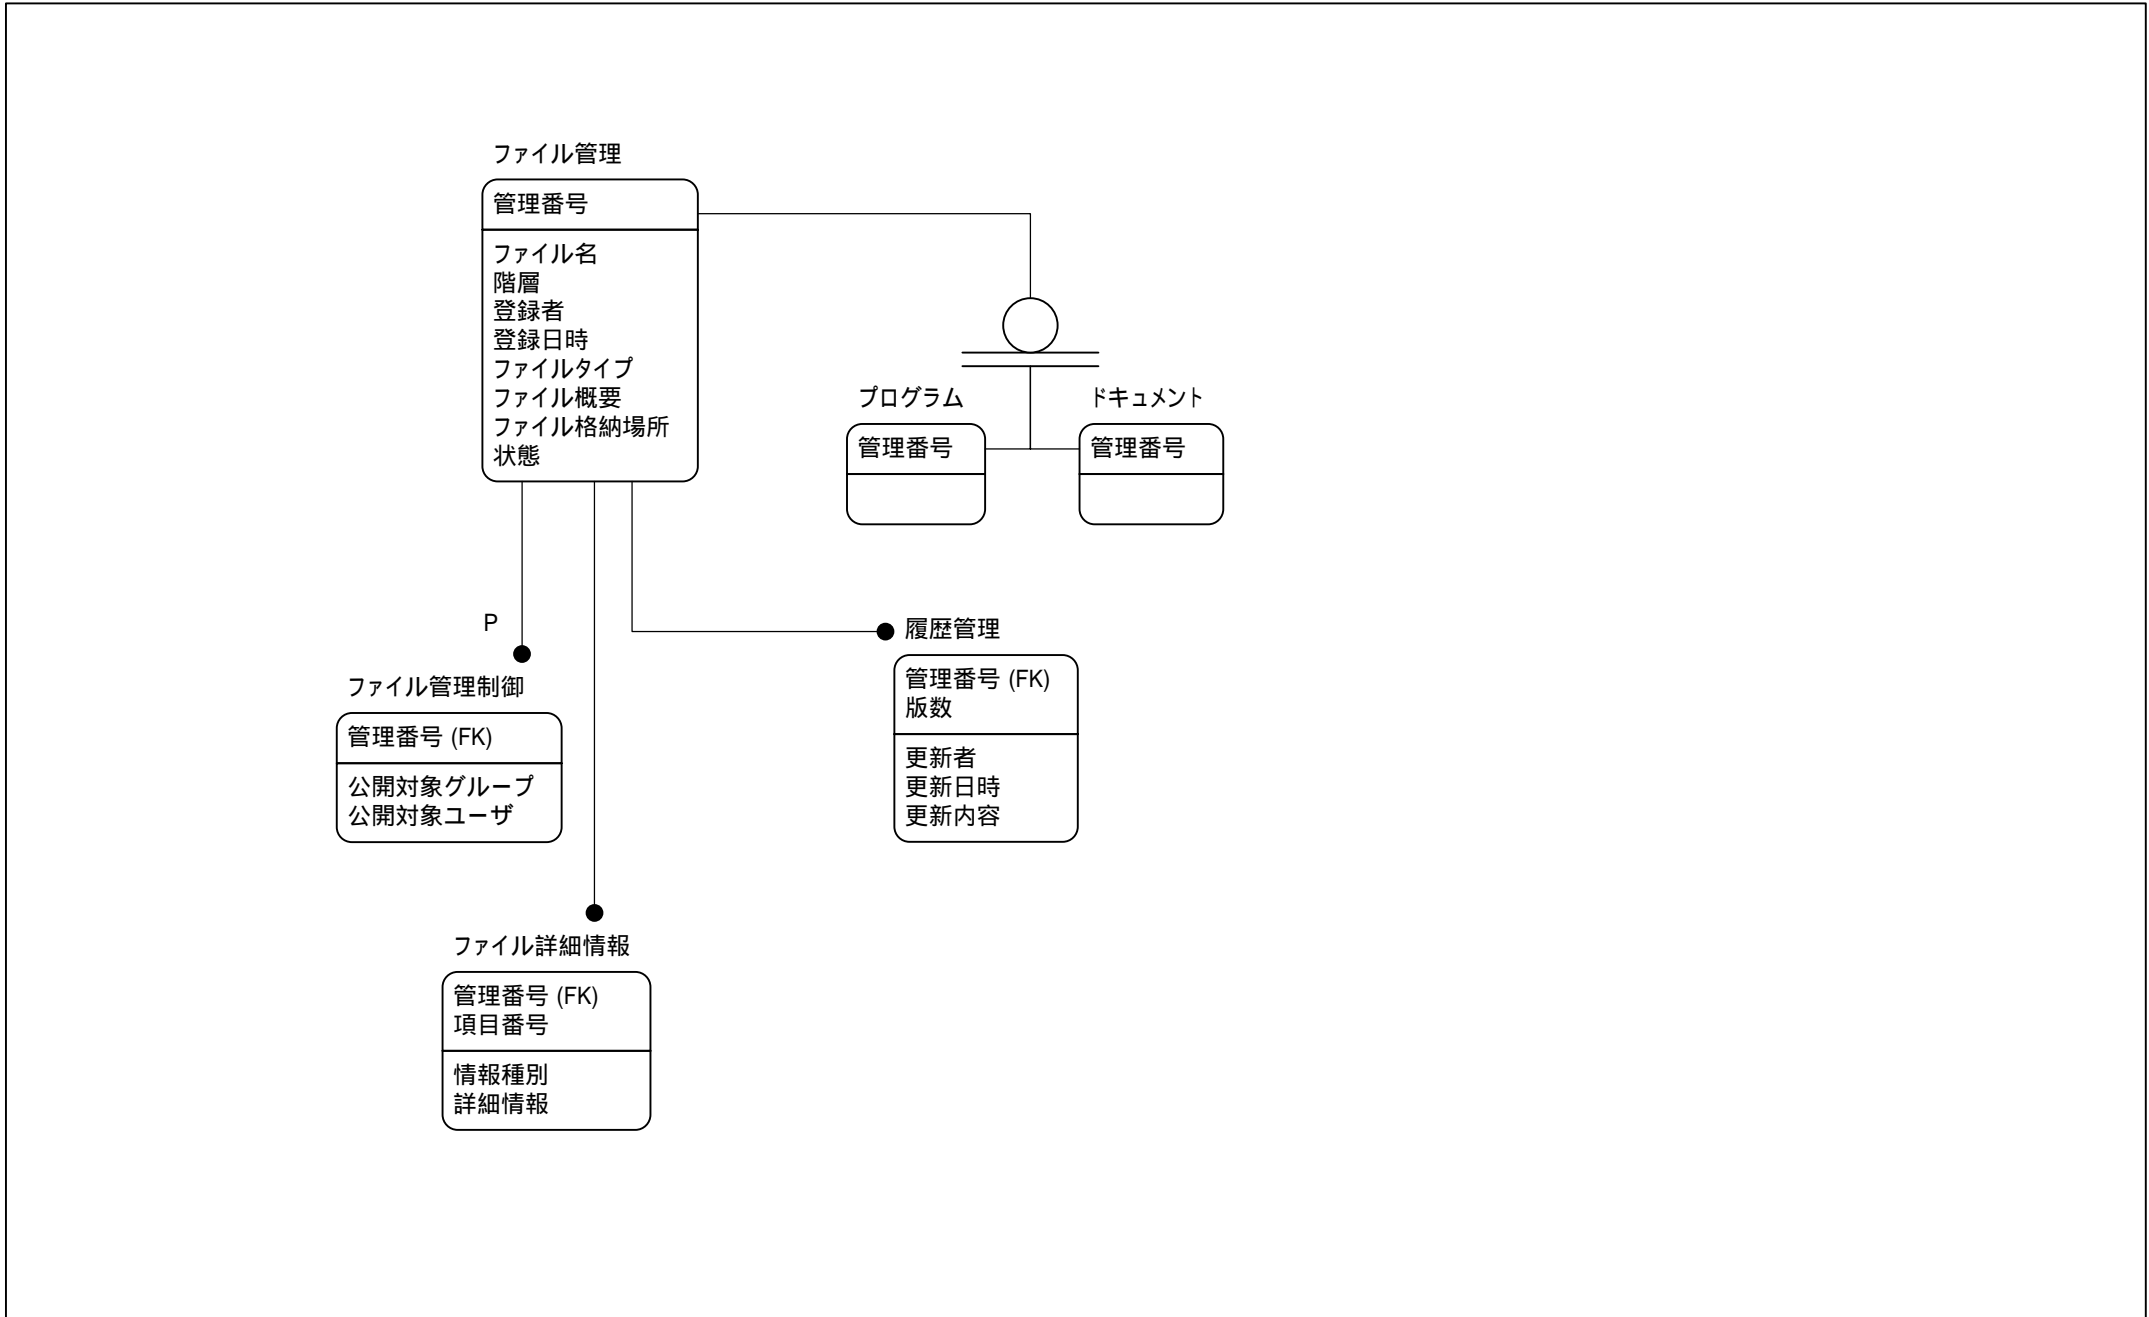 ファイル管理
管理番号
ファイル名
階層
登録者
登録日時
ファイルタイプ
ファイル概要
ファイル格納場所
状態
プログラム
管理番号
ドキュメント
管理番号
P
ファイル管理制御
管理番号 (FK)
公開対象グループ
公開対象ユーザ
履歴管理
管理番号 (FK)
版数
更新者
更新日時
更新内容
ファイル詳細情報
管理番号 (FK)
項目番号
情報種別
詳細情報